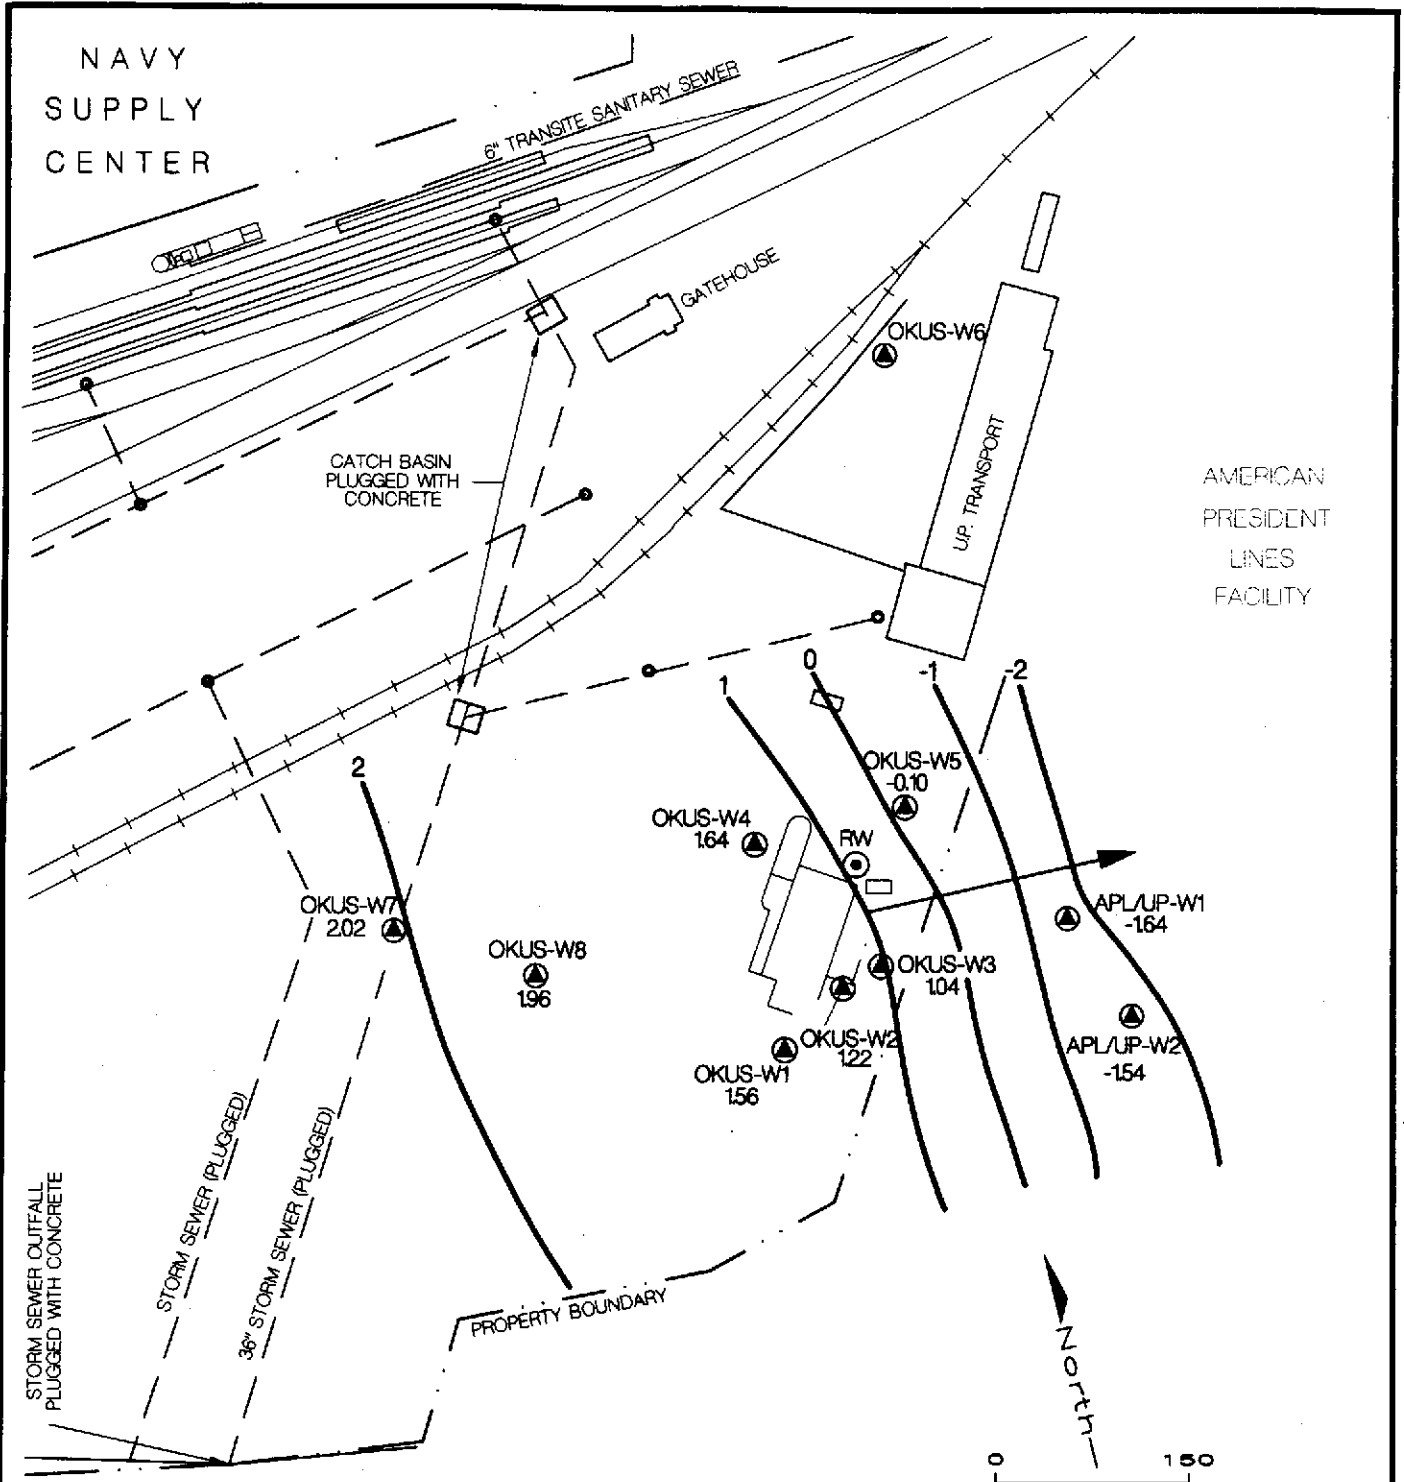 NAVY
SUPPLY
CENTER
6" TRANSITE SANITARY SEWER
GATEHOUSE
OKUS-W6
CATCH BASIN
PLUGGED WITH
CONCRETE
U.P. TRANSPORT
AMERICAN
PRESIDENT
LINES
FACILITY
2
1
0
-1
-2
OKUS-W5
-0.10
OKUS-W4
1.64
RW
OKUS-W7
2.02
OKUS-W8
1.96
APL/UP-W1
-1.64
OKUS-W3
1.04
OKUS-W2
1.22
OKUS-W1
1.56
APL/UP-W2
-1.54
STORM SEWER (PLUGGED)
36" STORM SEWER (PLUGGED)
STORM SEWER OUTFALL
PLUGGED WITH CONCRETE
PROPERTY BOUNDARY
North
0 150